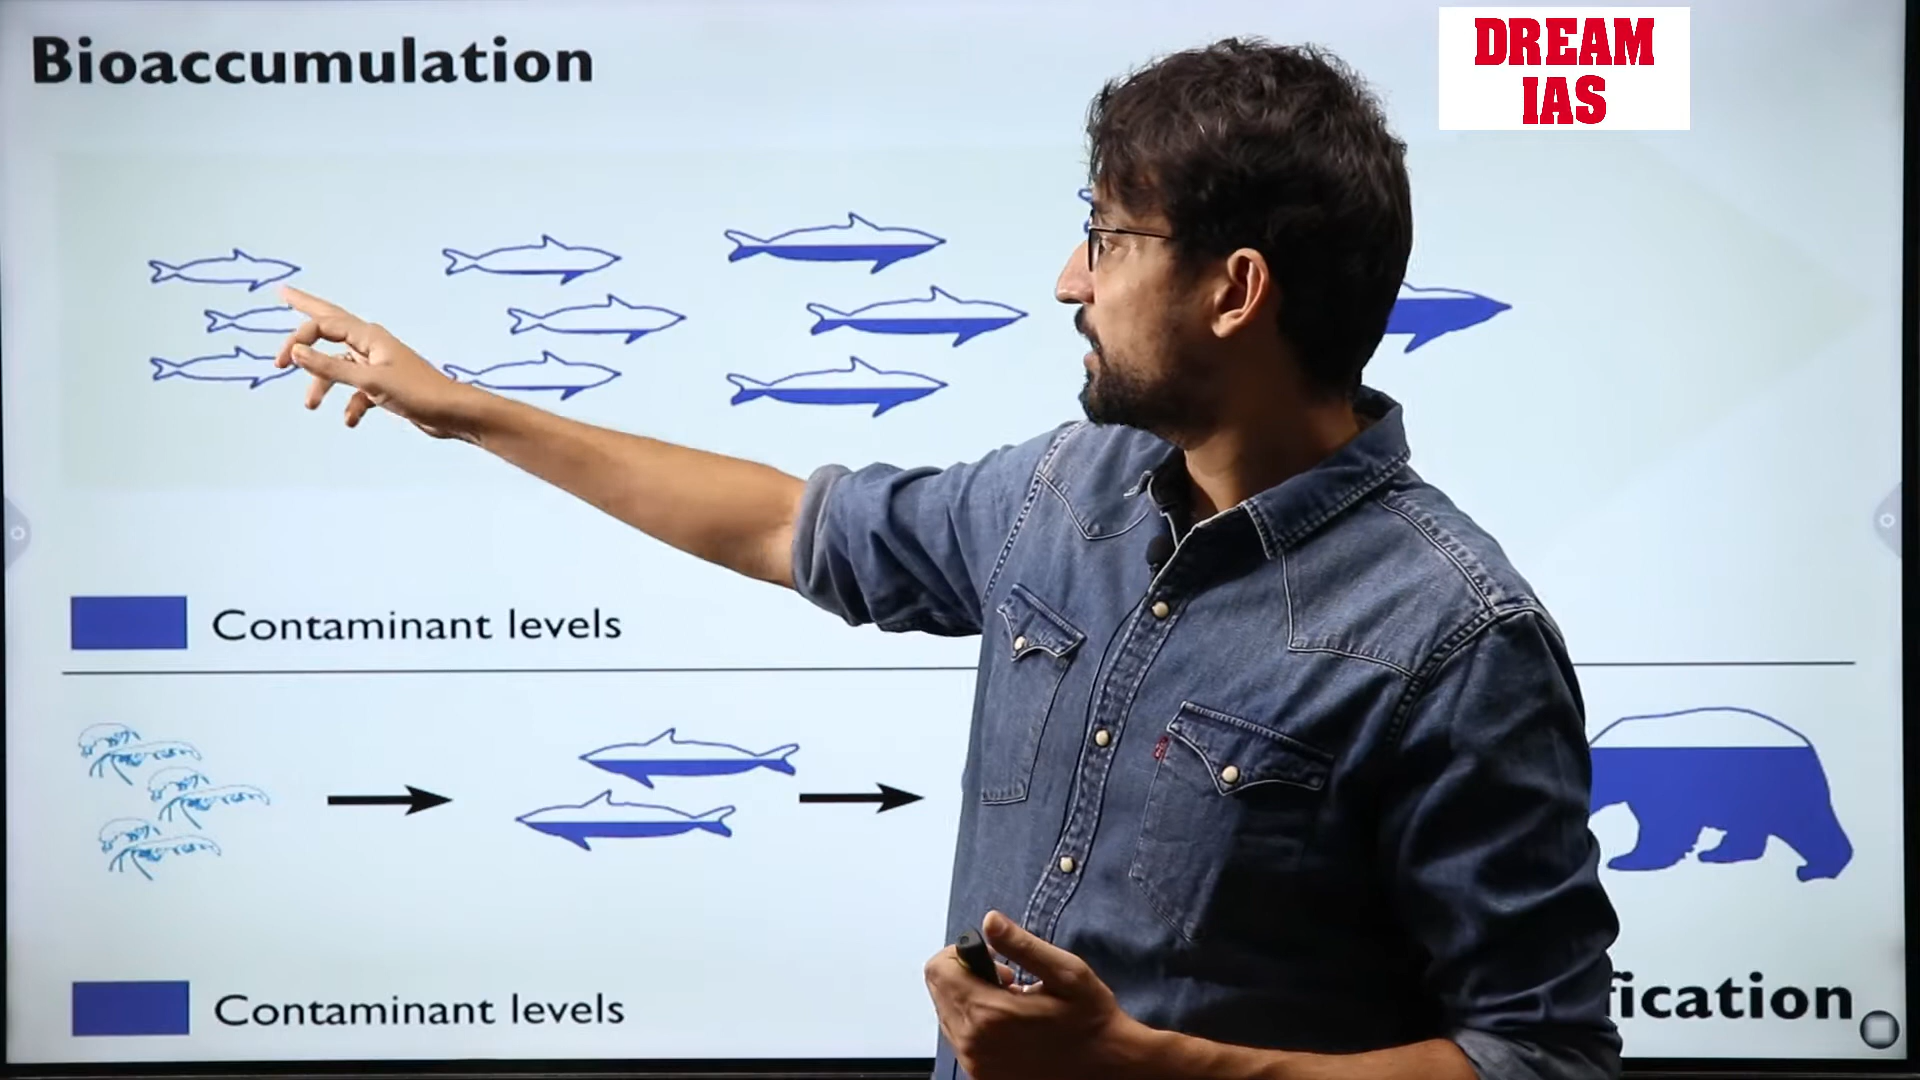 Bioaccumulation
DREAM
IAS
Contaminant levels
Contaminant levels
fication